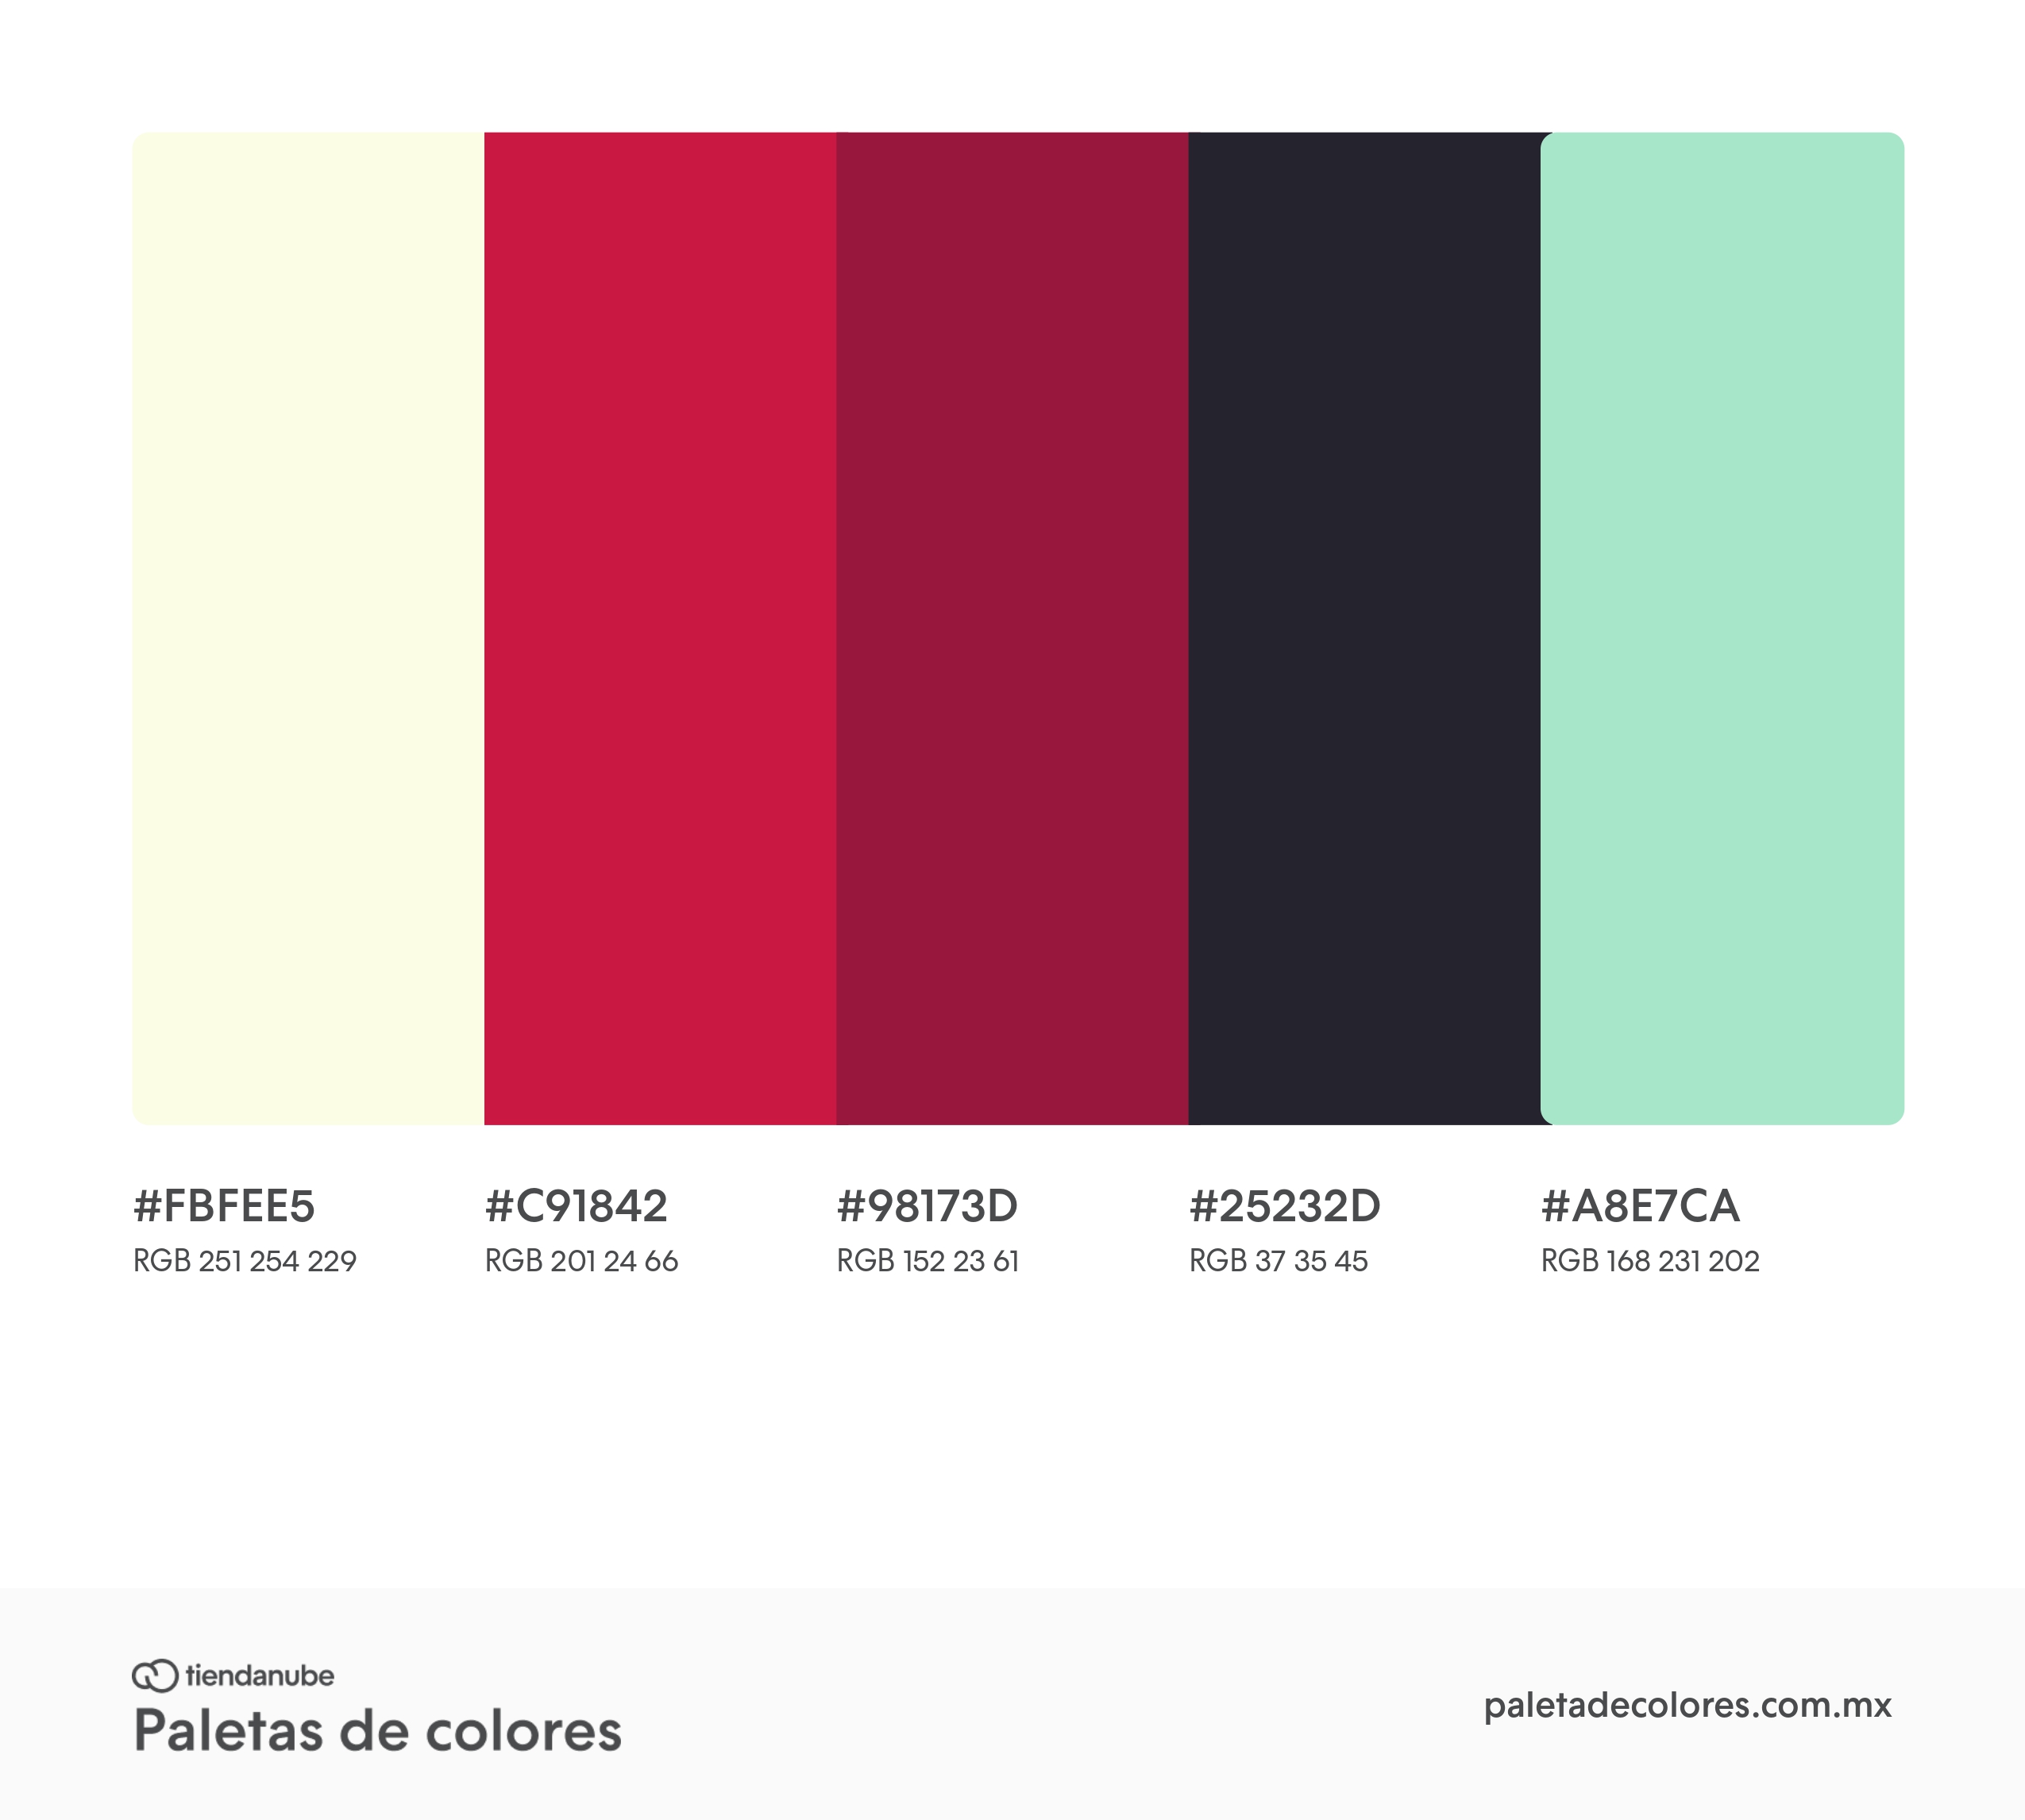 #FBFEE5
RGB 251 254 229
#C91842
RGB 201 24 66
#98173D
RGB 152 23 61
#25232D
RGB 37 35 45
#A8E7CA
RGB 168 231 202
tiendanube
Paletas de colores
paletadecolores.com.mx